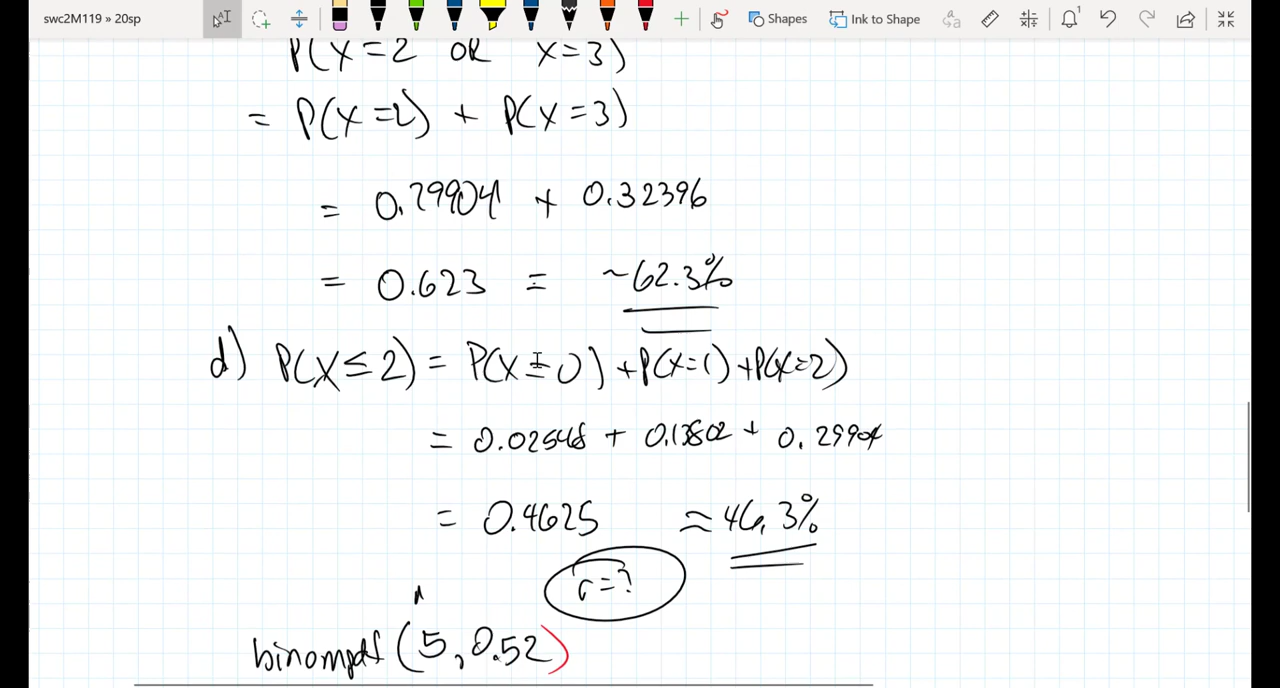 swc2M119 » 20sp
Shapes
Ink to Shape
P(X=2 OR X=3)
= P(X=2) + P(X=3)
= 0.29904 + 0.32396
= 0.623 = ~62.3%
d) P(X≤2) = P(X=0) + P(X=1) + P(X=2)
= 0.02548 + 0.13802 + 0.29904
= 0.4625 ≈ 46.3%
r=?
n
binompdf (5, 0.52)